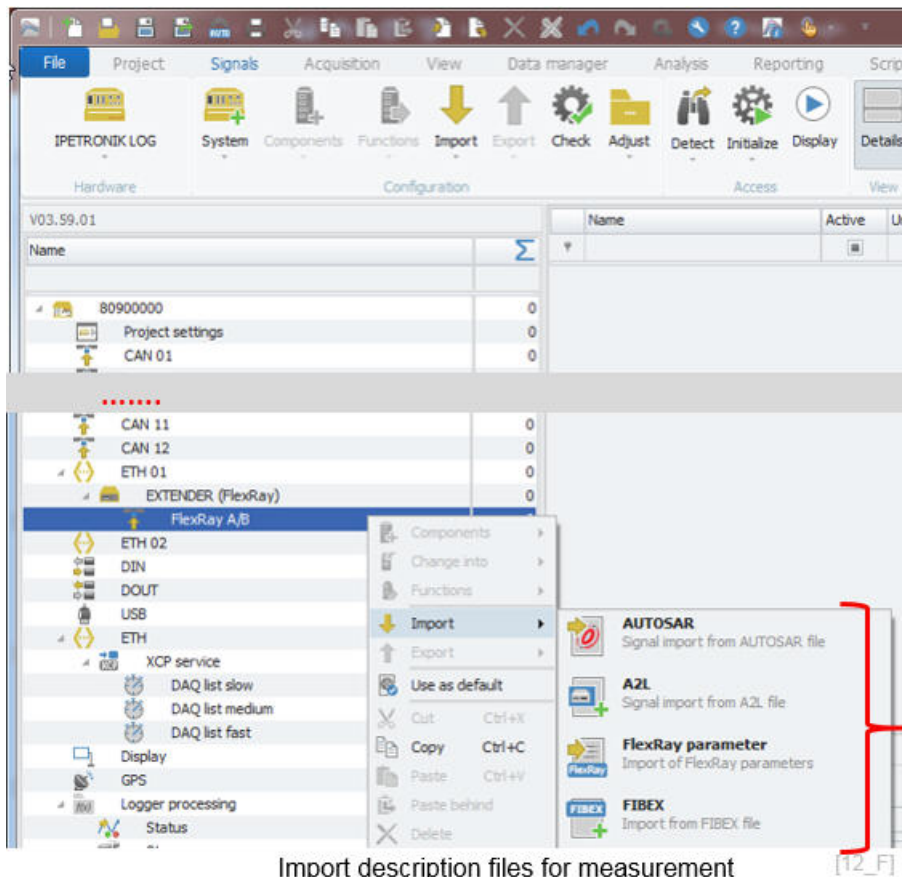 AUTO
File Project Signals Acquisition View Data manager Analysis Reporting Scrip
IPETRONIK LOG System Components Functions Import Export Check Adjust Detect Initialize Display Details
Hardware Configuration Access View
V03.59.01
Name Active
Name Σ
80900000 0
Project settings 0
CAN 01 0
.......
CAN 11 0
CAN 12 0
ETH 01 0
EXTENDER (FlexRay) 0
FlexRay A/B
ETH 02
DIN
DOUT
USB
ETH
XCP service
DAQ list slow
DAQ list medium
DAQ list fast
Display
GPS
Logger processing
Status
Components
Change into
Functions
Import
Export
Use as default
Cut Ctrl+X
Copy Ctrl+C
Paste Ctrl+V
Paste behind
Delete
AUTOSAR
Signal import from AUTOSAR file
A2L
Signal import from A2L file
FlexRay parameter
FlexRay Import of FlexRay parameters
FIBEX FIBEX
Import from FIBEX file
Import description files for measurement
[12_F]